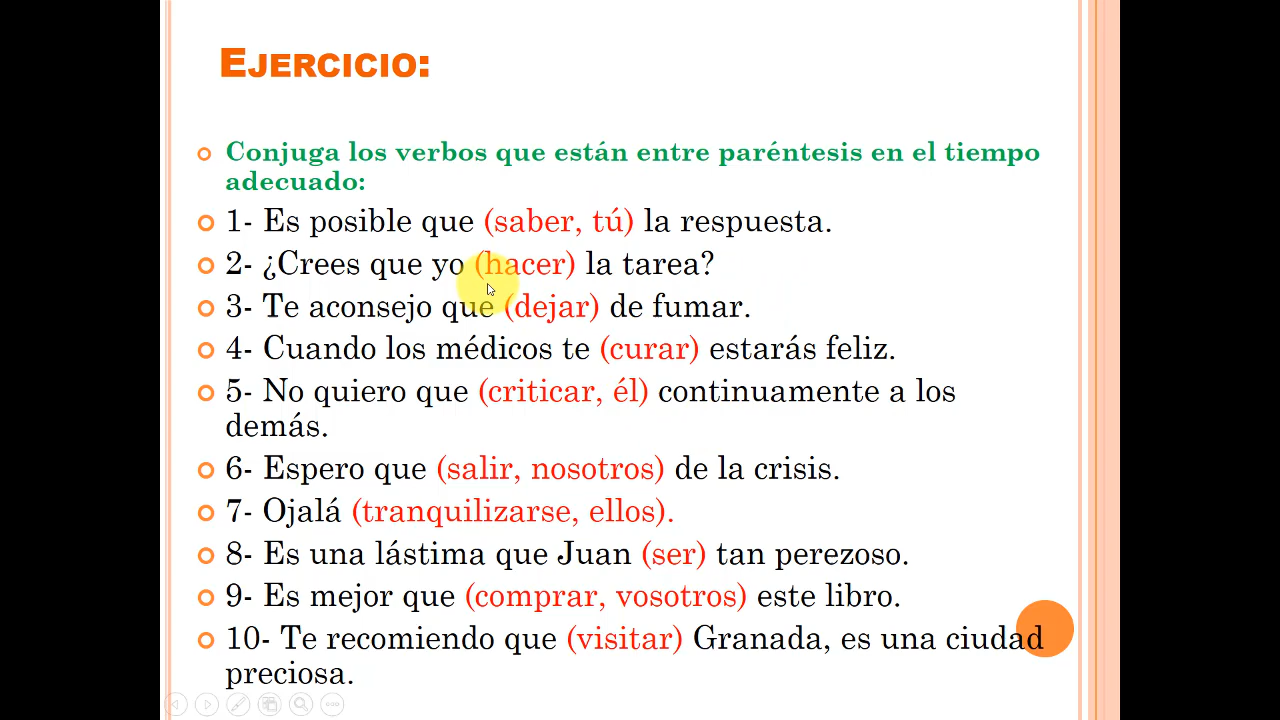 EJERCICIO:
Conjuga los verbos que están entre paréntesis en el tiempo
adecuado:
1- Es posible que (saber, tú) la respuesta.
2- ¿Crees que yo (hacer) la tarea?
3- Te aconsejo que (dejar) de fumar.
4- Cuando los médicos te (curar) estarás feliz.
5- No quiero que (criticar, él) continuamente a los
demás.
6- Espero que (salir, nosotros) de la crisis.
7- Ojalá (tranquilizarse, ellos).
8- Es una lástima que Juan (ser) tan perezoso.
9- Es mejor que (comprar, vosotros) este libro.
10- Te recomiendo que (visitar) Granada, es una ciudad
preciosa.